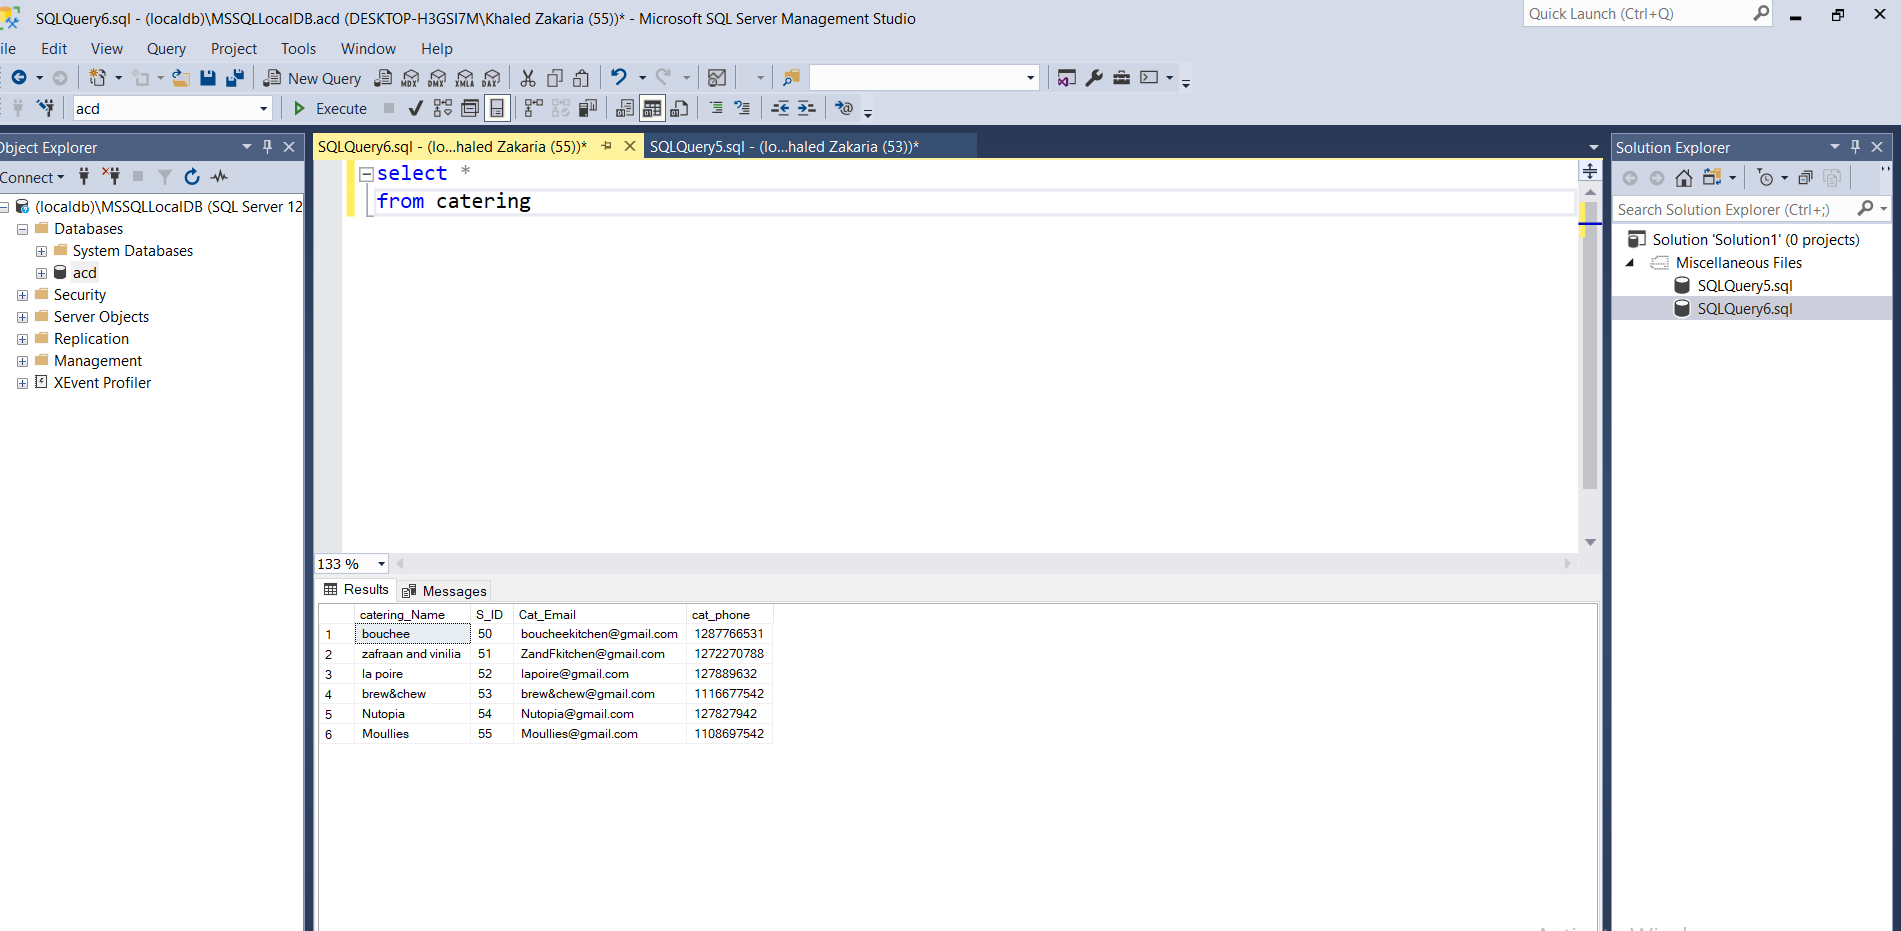 SQLQuery6.sql - (localdb)\MSSQLLocalDB.acd (DESKTOP-H3GSI7M\Khaled Zakaria (55))* - Microsoft SQL Server Management Studio
Quick Launch (Ctrl+Q)
ile Edit View Query Project Tools Window Help
New Query MDX DMX XMLA DAX
acd Execute
Object Explorer
Connect
(localdb)\MSSQLLocalDB (SQL Server 12
Databases
System Databases
acd
Security
Server Objects
Replication
Management
XEvent Profiler
SQLQuery6.sql - (lo...haled Zakaria (55))* SQLQuery5.sql - (lo...haled Zakaria (53))*
select *
from catering
133 %
Results Messages
catering_Name S_ID Cat_Email cat_phone
1 bouchee 50 boucheekitchen@gmail.com 1287766531
2 zafraan and vinilia 51 ZandFkitchen@gmail.com 1272270788
3 la poire 52 lapoire@gmail.com 127889632
4 brew&chew 53 brew&chew@gmail.com 1116677542
5 Nutopia 54 Nutopia@gmail.com 127827942
6 Moullies 55 Moullies@gmail.com 1108697542
Solution Explorer
Search Solution Explorer (Ctrl+;)
Solution 'Solution1' (0 projects)
Miscellaneous Files
SQLQuery5.sql
SQLQuery6.sql